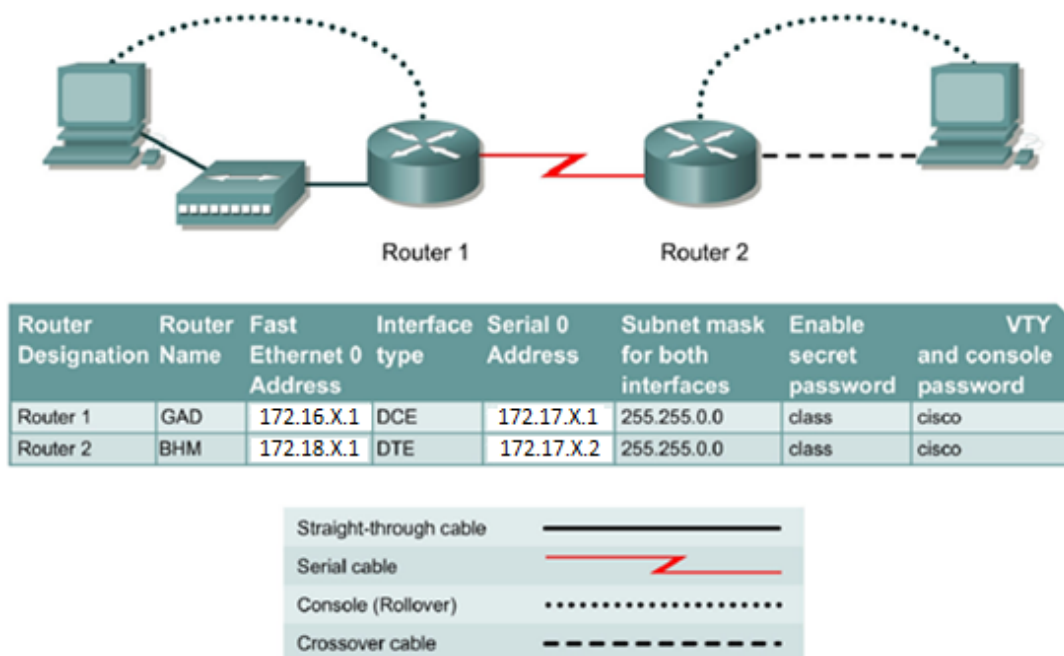 Router 1
Router 2
Router Designation
Router Name
Fast Ethernet 0 Address
Interface type
Serial 0 Address
Subnet mask for both interfaces
Enable secret password
VTY and console password
Router 1 GAD 172.16.X.1 DCE 172.17.X.1 255.255.0.0 class cisco
Router 2 BHM 172.18.X.1 DTE 172.17.X.2 255.255.0.0 class cisco
Straight-through cable
Serial cable
Console (Rollover)
Crossover cable